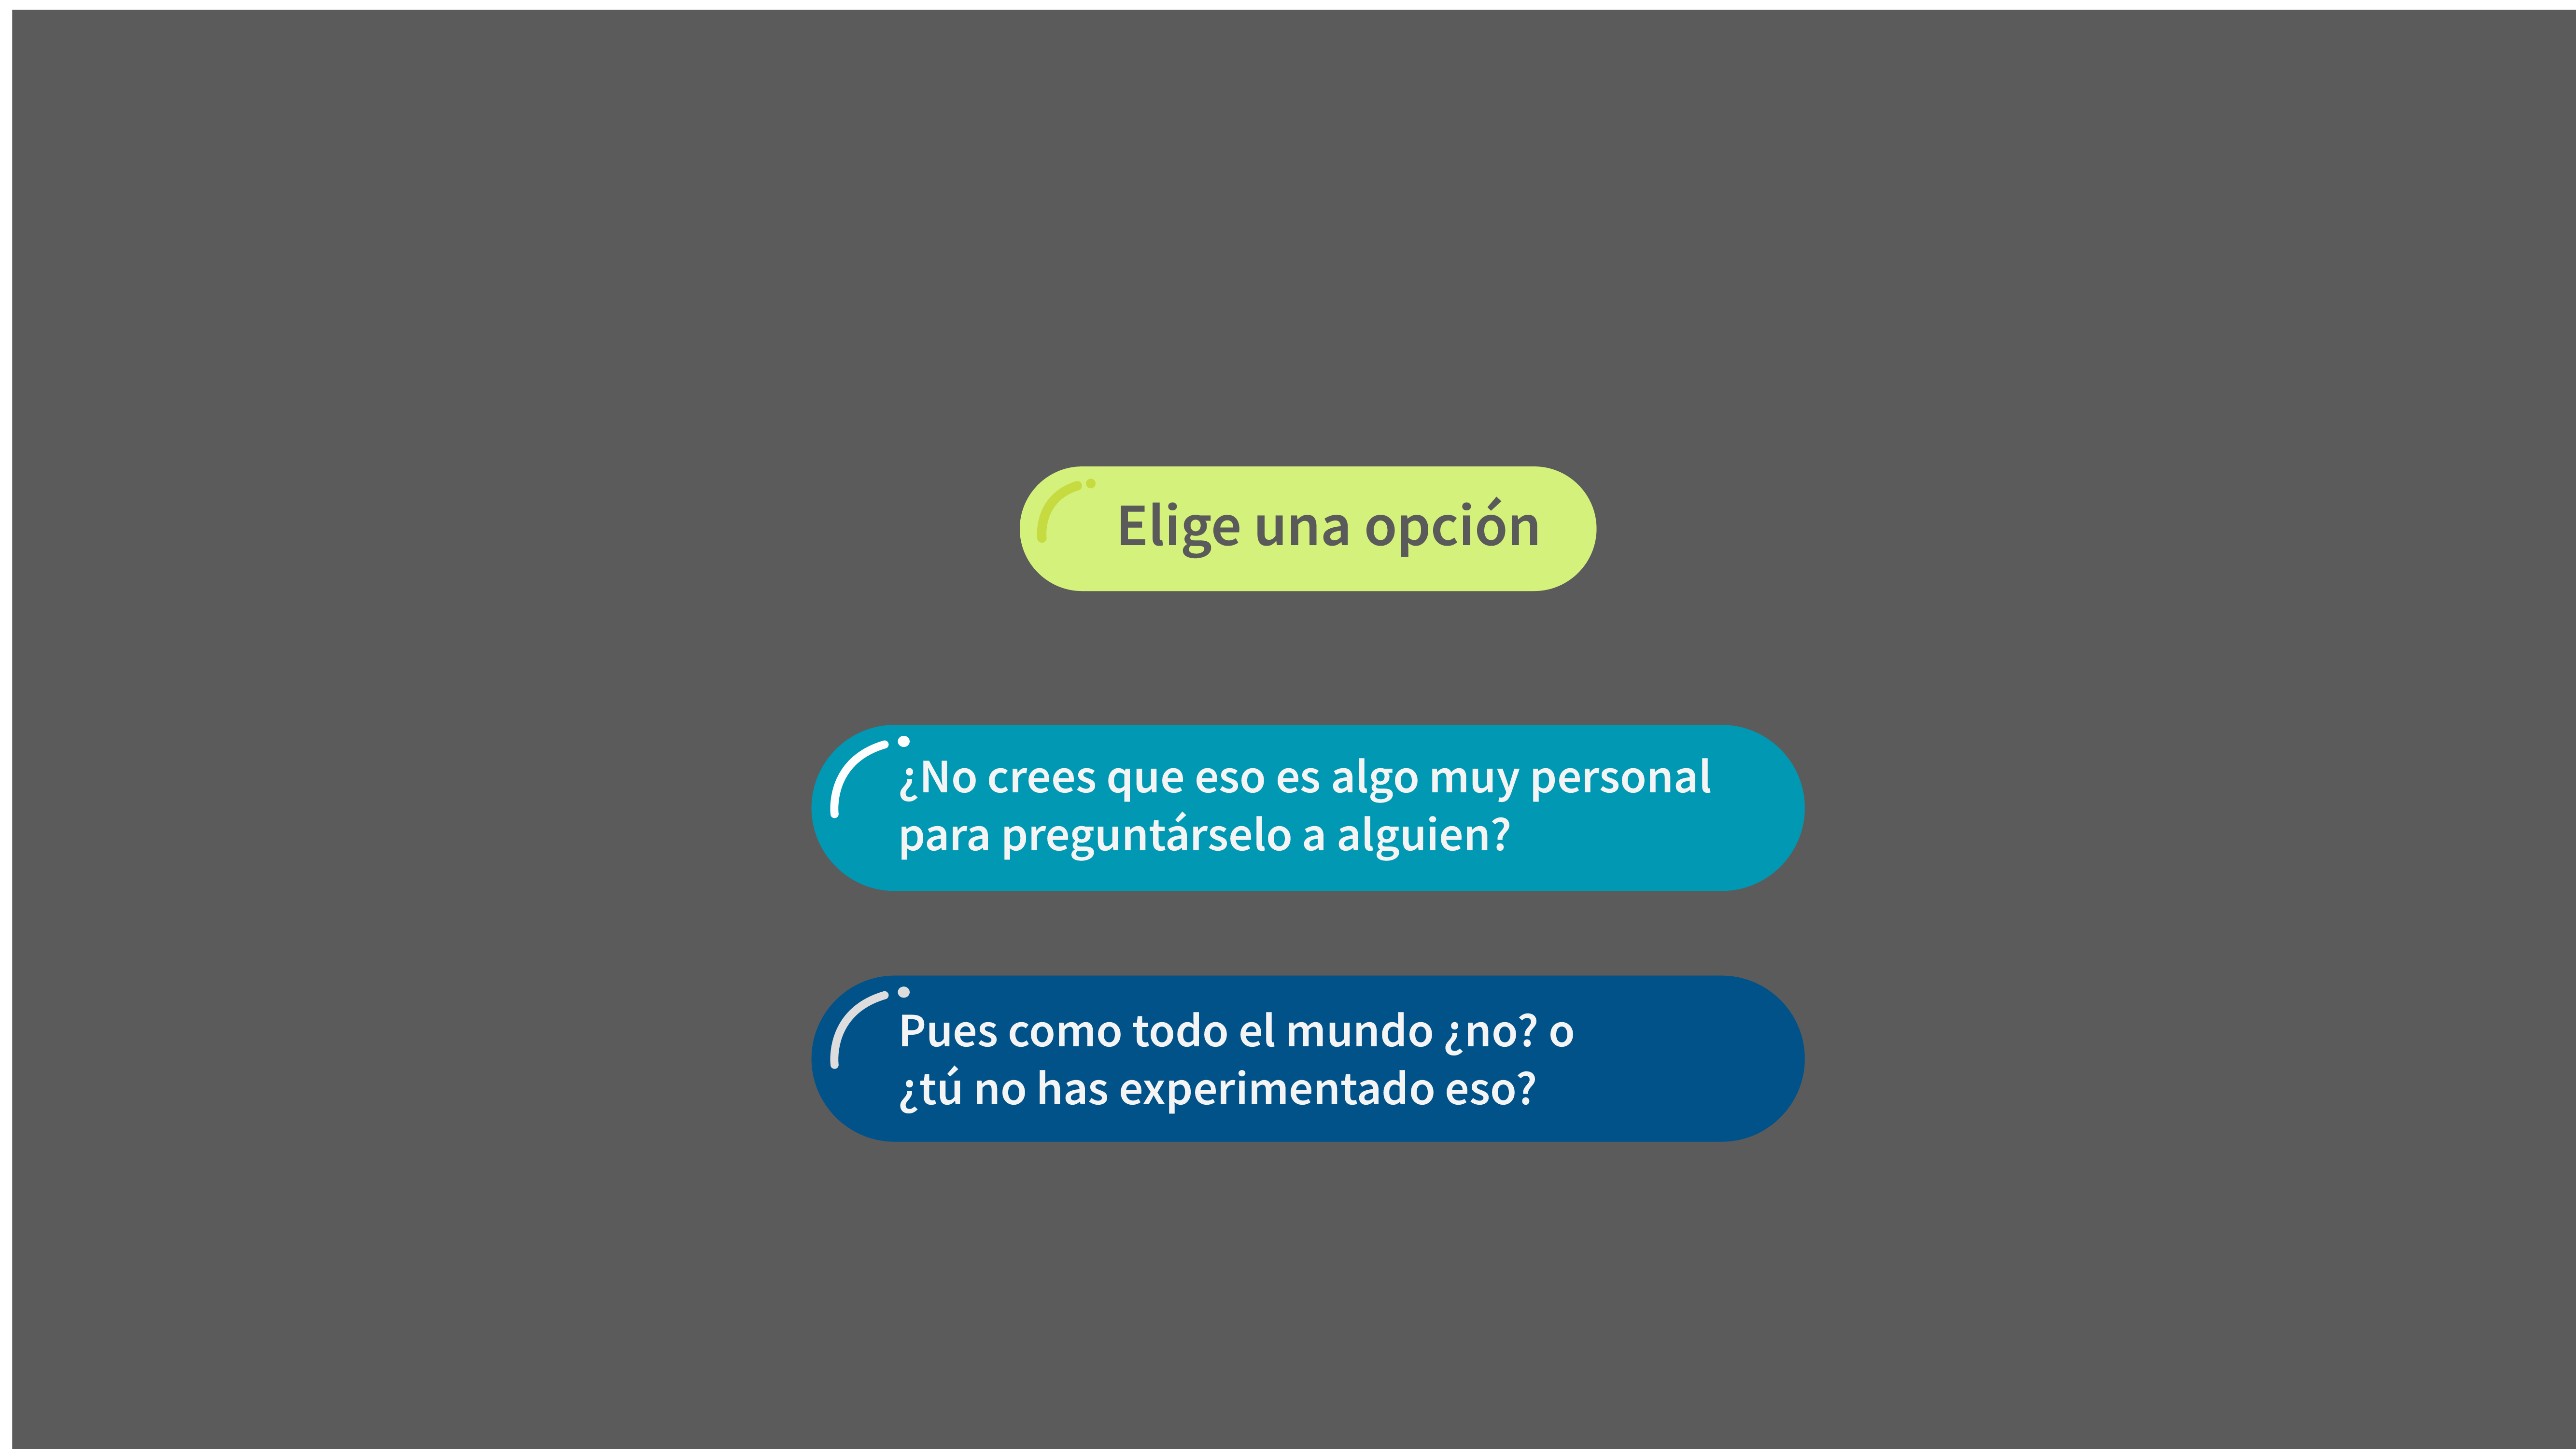 Elige una opción
¿No crees que eso es algo muy personal
para preguntárselo a alguien?
Pues como todo el mundo ¿no? o
¿tú no has experimentado eso?